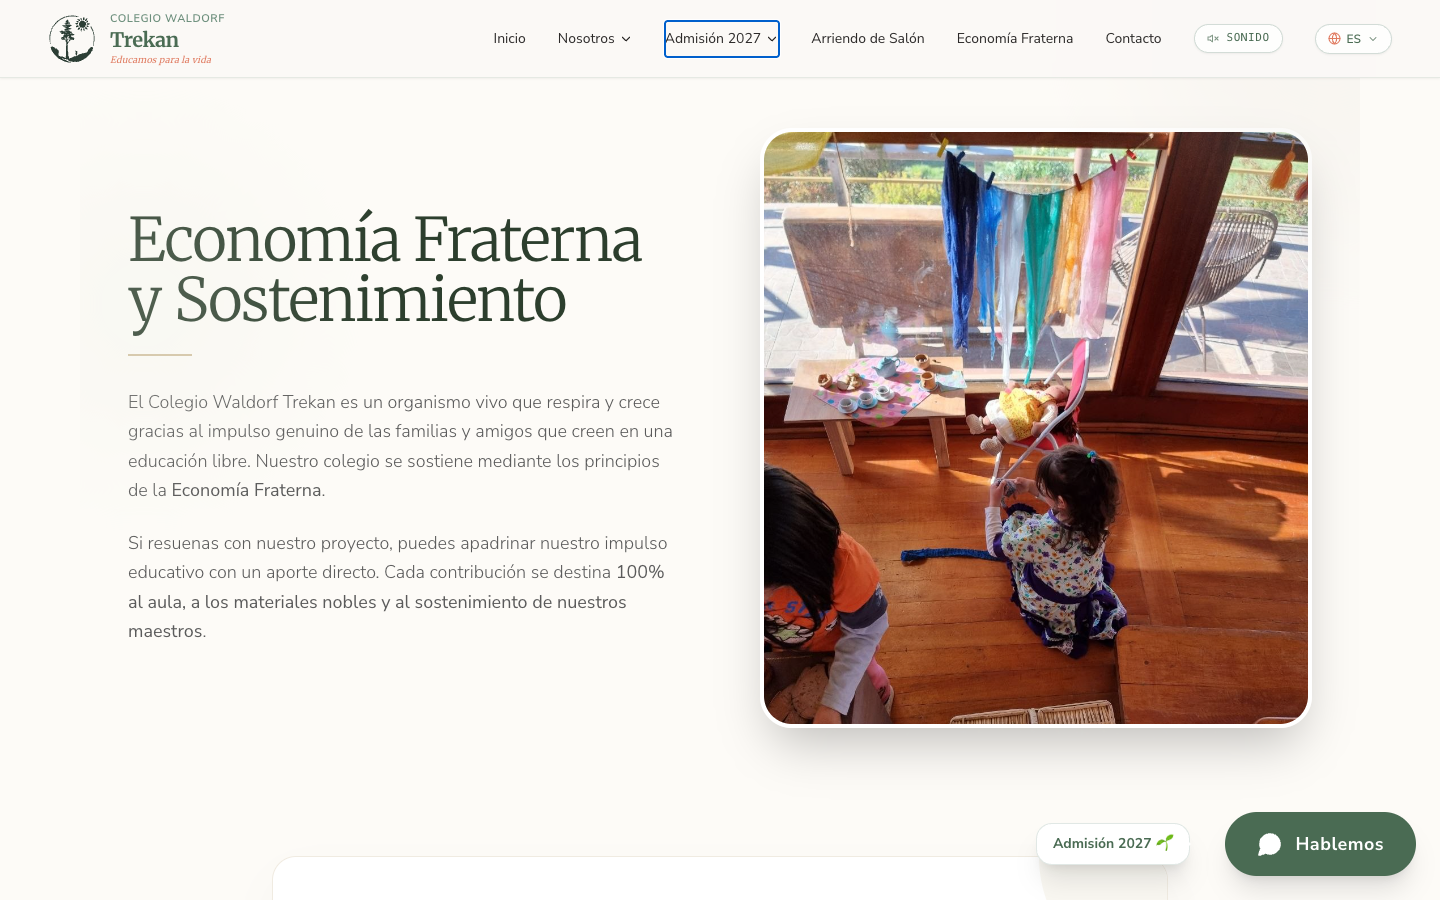 COLEGIO WALDORF
Trekan
Educamos para la vida
Inicio
Nosotros
Admisión 2027
Arriendo de Salón
Economía Fraterna
Contacto
SONIDO
ES
Economía Fraterna
y Sostenimiento
El Colegio Waldorf Trekan es un organismo vivo que respira y crece
gracias al impulso genuino de las familias y amigos que creen en una
educación libre. Nuestro colegio se sostiene mediante los principios
de la Economía Fraterna.
Si resuenas con nuestro proyecto, puedes apadrinar nuestro impulso
educativo con un aporte directo. Cada contribución se destina 100%
al aula, a los materiales nobles y al sostenimiento de nuestros
maestros.
Admisión 2027
Hablemos